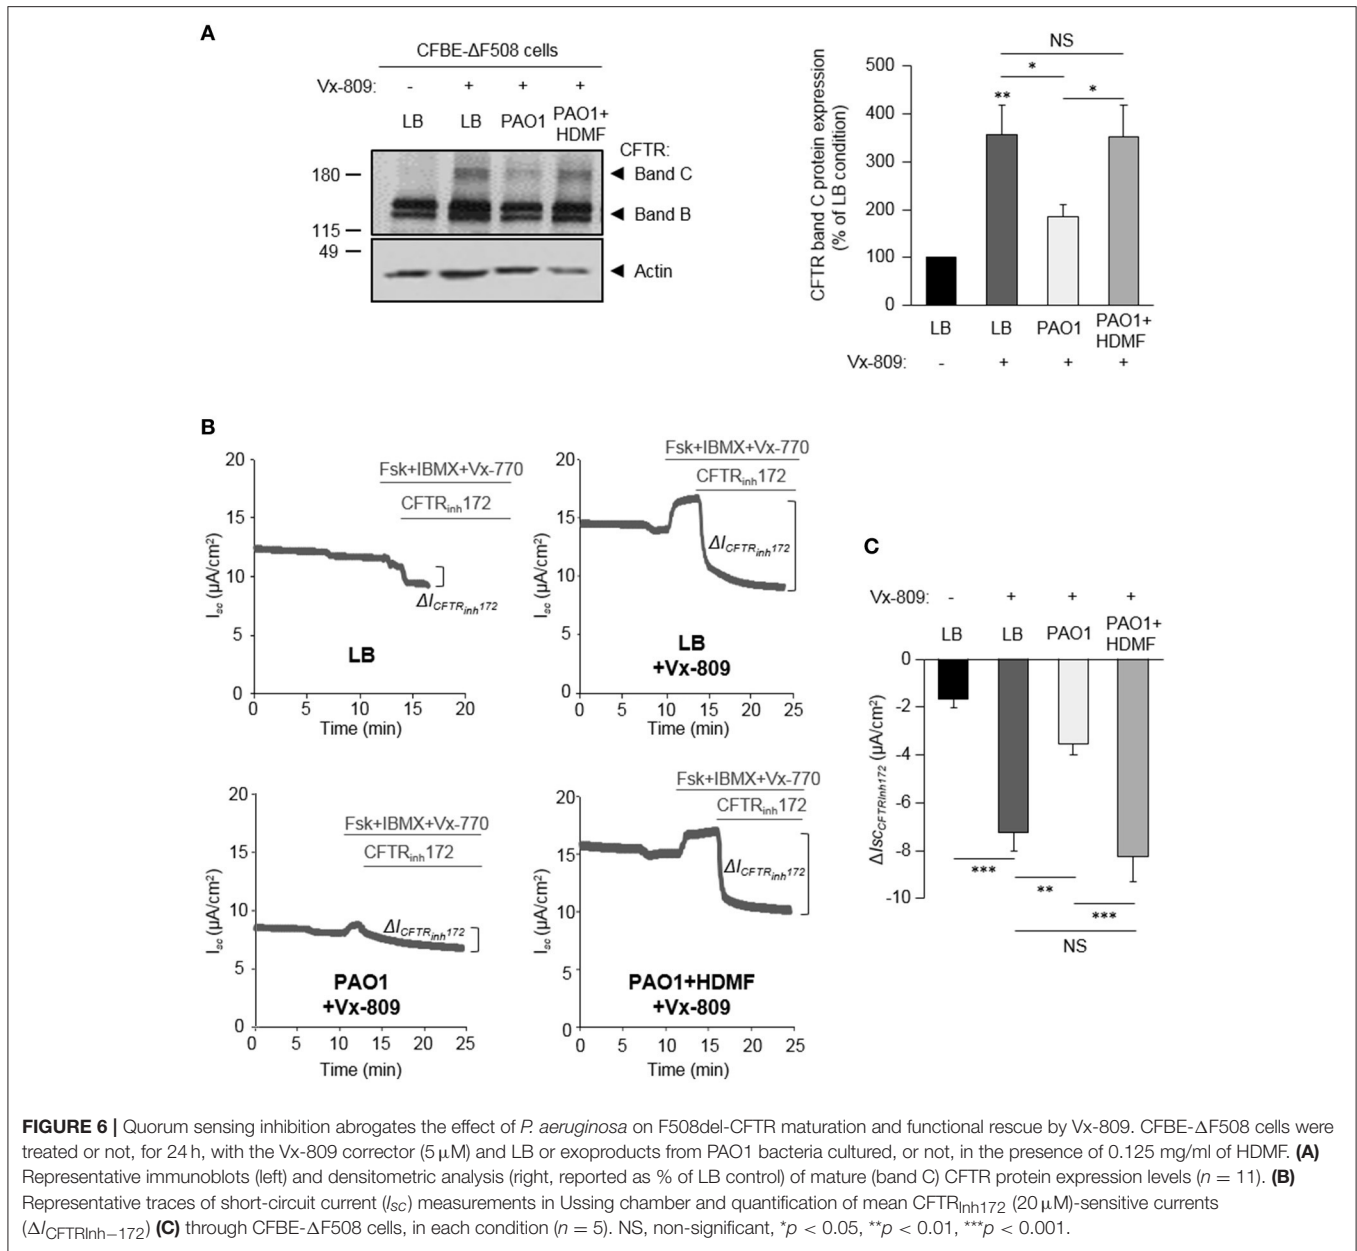 A
CFBE-ΔF508 cells
Vx-809: - + + +
LB LB PAO1 PAO1+
HDMF
CFTR:
180
Band C
Band B
115
49
Actin
CFTR band C protein expression
(% of LB condition)
500
400
300
200
100
0
NS
*
*
**
LB LB PAO1 PAO1+
HDMF
Vx-809: - + + +
B
Isc (µA/cm²)
20
15
10
5
0
Fsk+IBMX+Vx-770
CFTRinh172
ΔICFTRinh172
LB
0 5 10 15 20
Time (min)
Isc (µA/cm²)
20
15
10
5
0
Fsk+IBMX+Vx-770
CFTRinh172
ΔICFTRinh172
LB
+Vx-809
0 5 10 15 20 25
Time (min)
Isc (µA/cm²)
20
15
10
5
0
Fsk+IBMX+Vx-770
CFTRinh172
ΔICFTRinh172
PAO1
+Vx-809
0 5 10 15 20 25
Time (min)
Isc (µA/cm²)
20
15
10
5
0
Fsk+IBMX+Vx-770
CFTRinh172
ΔICFTRinh172
PAO1+HDMF
+Vx-809
0 5 10 15 20 25
Time (min)
C
Vx-809: - + + +
LB LB PAO1 PAO1+
HDMF
ΔIscCFTRinh172 (µA/cm²)
0
-2
-4
-6
-8
-10
***
**
***
NS
FIGURE 6 | Quorum sensing inhibition abrogates the effect of P. aeruginosa on F508del-CFTR maturation and functional rescue by Vx-809. CFBE-ΔF508 cells were
treated or not, for 24 h, with the Vx-809 corrector (5 µM) and LB or exoproducts from PAO1 bacteria cultured, or not, in the presence of 0.125 mg/ml of HDMF. (A)
Representative immunoblots (left) and densitometric analysis (right, reported as % of LB control) of mature (band C) CFTR protein expression levels (n = 11). (B)
Representative traces of short-circuit current (Isc) measurements in Ussing chamber and quantification of mean CFTRInh172 (20 µM)-sensitive currents
(ΔICFTRInh−172) (C) through CFBE-ΔF508 cells, in each condition (n = 5). NS, non-significant, *p < 0.05, **p < 0.01, ***p < 0.001.